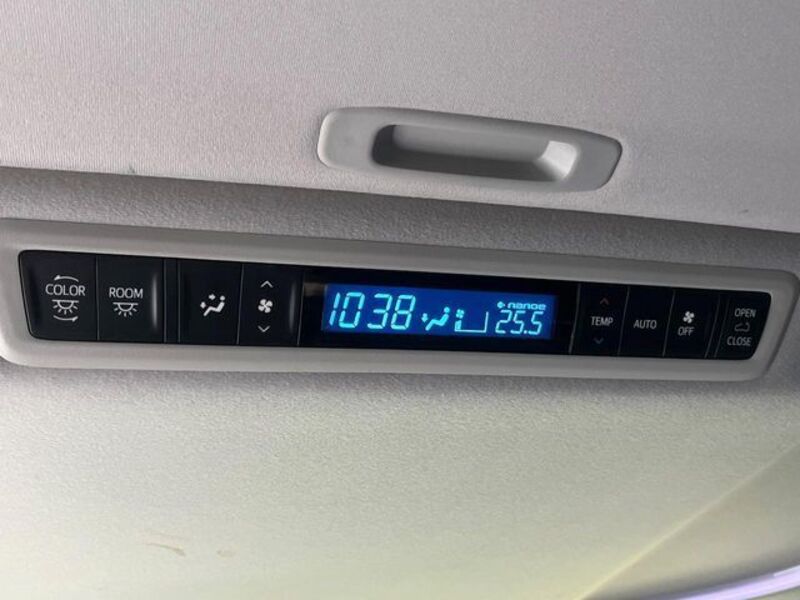 COLOR
ROOM
1038
nanoe
25.5
TEMP
AUTO
OFF
OPEN
CLOSE